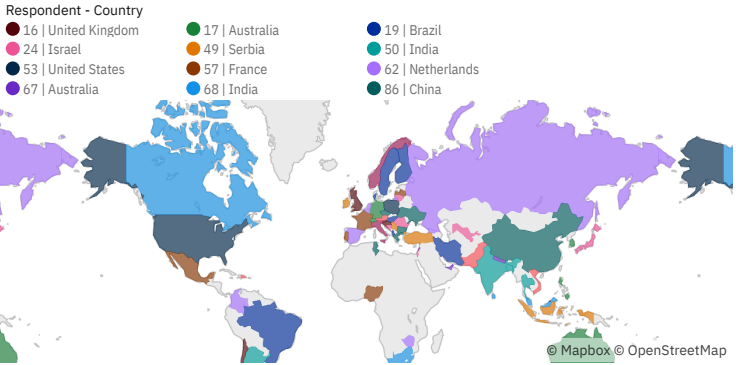 Respondent - Country
16 | United Kingdom
17 | Australia
19 | Brazil
24 | Israel
49 | Serbia
50 | India
53 | United States
57 | France
62 | Netherlands
67 | Australia
68 | India
86 | China
© Mapbox © OpenStreetMap